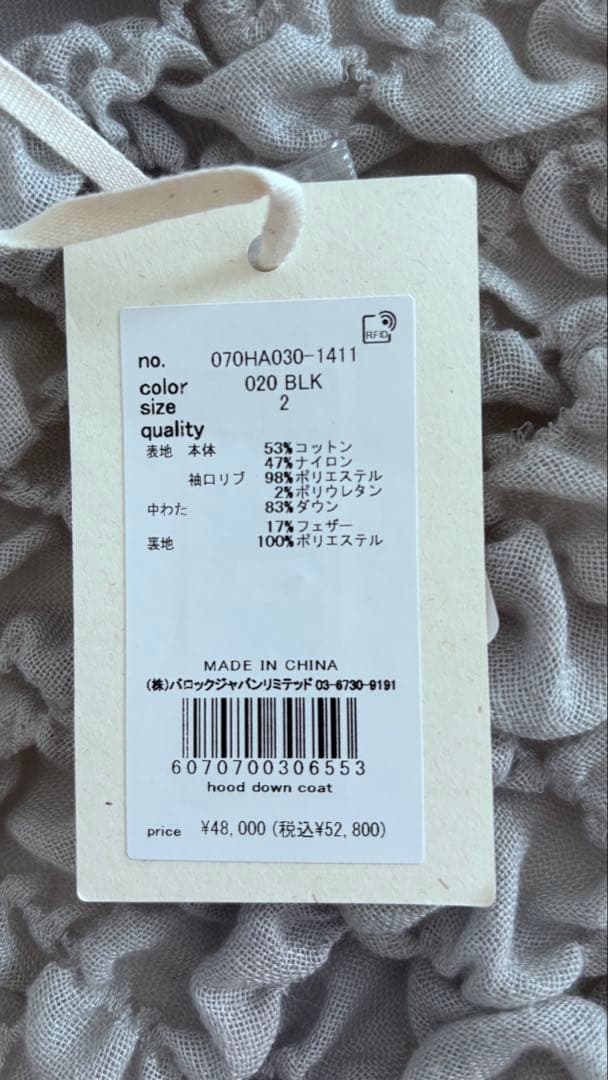 RFID
no. 070HA030-1411
color 020 BLK
size 2
quality
表地 本体 53%コットン
47%ナイロン
袖口リブ 98%ポリエステル
2%ポリウレタン
中わた 83%ダウン
17%フェザー
裏地 100%ポリエステル
MADE IN CHINA
(株)バロックジャパンリミテッド 03-6730-9191
6070700306553
hood down coat
price ¥48,000(税込¥52,800)